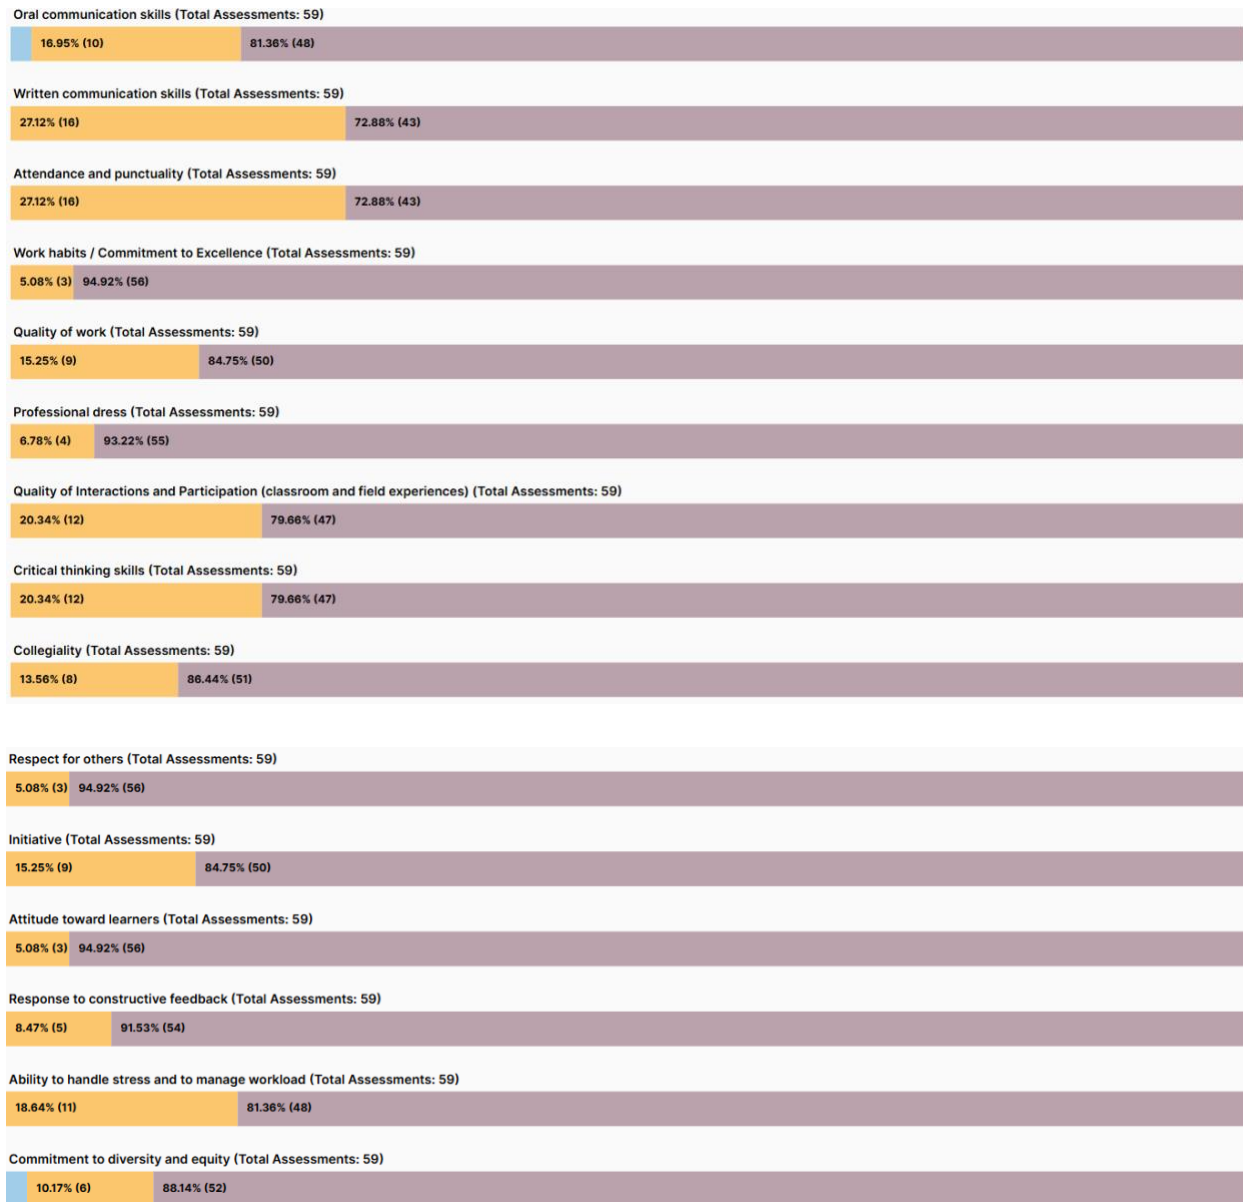 Oral communication skills (Total Assessments: 59)
16.95% (10) 81.36% (48)
Written communication skills (Total Assessments: 59)
27.12% (16) 72.88% (43)
Attendance and punctuality (Total Assessments: 59)
27.12% (16) 72.88% (43)
Work habits / Commitment to Excellence (Total Assessments: 59)
5.08% (3) 94.92% (56)
Quality of work (Total Assessments: 59)
15.25% (9) 84.75% (50)
Professional dress (Total Assessments: 59)
6.78% (4) 93.22% (55)
Quality of Interactions and Participation (classroom and field experiences) (Total Assessments: 59)
20.34% (12) 79.66% (47)
Critical thinking skills (Total Assessments: 59)
20.34% (12) 79.66% (47)
Collegiality (Total Assessments: 59)
13.56% (8) 86.44% (51)
Respect for others (Total Assessments: 59)
5.08% (3) 94.92% (56)
Initiative (Total Assessments: 59)
15.25% (9) 84.75% (50)
Attitude toward learners (Total Assessments: 59)
5.08% (3) 94.92% (56)
Response to constructive feedback (Total Assessments: 59)
8.47% (5) 91.53% (54)
Ability to handle stress and to manage workload (Total Assessments: 59)
18.64% (11) 81.36% (48)
Commitment to diversity and equity (Total Assessments: 59)
10.17% (6) 88.14% (52)